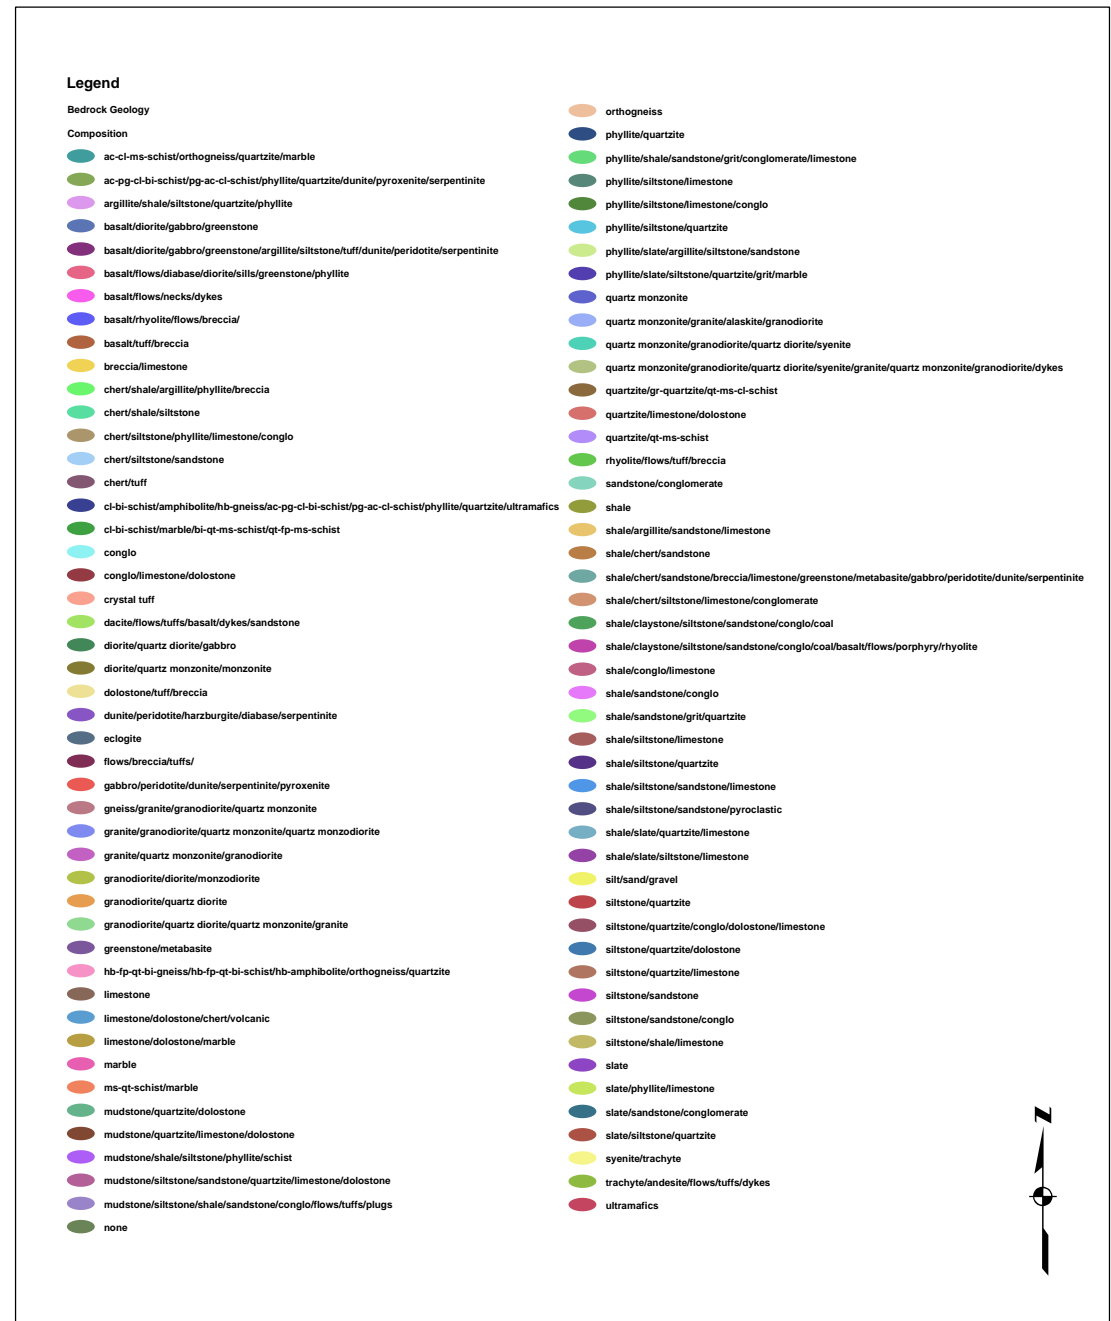 Legend
Bedrock Geology
Composition
ac-cl-ms-schist/orthogneiss/quartzite/marble
ac-pg-cl-bi-schist/pg-ac-cl-schist/phyllite/quartzite/dunite/pyroxenite/serpentinite
argillite/shale/siltstone/quartzite/phyllite
basalt/diorite/gabbro/greenstone
basalt/diorite/gabbro/greenstone/argillite/siltstone/tuff/dunite/peridotite/serpentinite
basalt/flows/diabase/diorite/sills/greenstone/phyllite
basalt/flows/necks/dykes
basalt/rhyolite/flows/breccia/
basalt/tuff/breccia
breccia/limestone
chert/shale/argillite/phyllite/breccia
chert/shale/siltstone
chert/siltstone/phyllite/limestone/conglo
chert/siltstone/sandstone
chert/tuff
cl-bi-schist/amphibolite/hb-gneiss/ac-pg-cl-bi-schist/pg-ac-cl-schist/phyllite/quartzite/ultramafics
cl-bi-schist/marble/bi-qt-ms-schist/qt-fp-ms-schist
conglo
conglo/limestone/dolostone
crystal tuff
dacite/flows/tuffs/basalt/dykes/sandstone
diorite/quartz diorite/gabbro
diorite/quartz monzonite/monzonite
dolostone/tuff/breccia
dunite/peridotite/harzburgite/diabase/serpentinite
eclogite
flows/breccia/tuffs/
gabbro/peridotite/dunite/serpentinite/pyroxenite
gneiss/granite/granodiorite/quartz monzonite
granite/granodiorite/quartz monzonite/quartz monzodiorite
granite/quartz monzonite/granodiorite
granodiorite/diorite/monzodiorite
granodiorite/quartz diorite
granodiorite/quartz diorite/quartz monzonite/granite
greenstone/metabasite
hb-fp-qt-bi-gneiss/hb-fp-qt-bi-schist/hb-amphibolite/orthogneiss/quartzite
limestone
limestone/dolostone/chert/volcanic
limestone/dolostone/marble
marble
ms-qt-schist/marble
mudstone/quartzite/dolostone
mudstone/quartzite/limestone/dolostone
mudstone/shale/siltstone/phyllite/schist
mudstone/siltstone/sandstone/quartzite/limestone/dolostone
mudstone/siltstone/shale/sandstone/conglo/flows/tuffs/plugs
none
orthogneiss
phyllite/quartzite
phyllite/shale/sandstone/grit/conglomerate/limestone
phyllite/siltstone/limestone
phyllite/siltstone/limestone/conglo
phyllite/siltstone/quartzite
phyllite/slate/argillite/siltstone/sandstone
phyllite/slate/siltstone/quartzite/grit/marble
quartz monzonite
quartz monzonite/granite/alaskite/granodiorite
quartz monzonite/granodiorite/quartz diorite/syenite
quartz monzonite/granodiorite/quartz diorite/syenite/granite/quartz monzonite/granodiorite/dykes
quartzite/gr-quartzite/qt-ms-cl-schist
quartzite/limestone/dolostone
quartzite/qt-ms-schist
rhyolite/flows/tuff/breccia
sandstone/conglomerate
shale
shale/argillite/sandstone/limestone
shale/chert/sandstone
shale/chert/sandstone/breccia/limestone/greenstone/metabasite/gabbro/peridotite/dunite/serpentinite
shale/chert/siltstone/limestone/conglomerate
shale/claystone/siltstone/sandstone/conglo/coal
shale/claystone/siltstone/sandstone/conglo/coal/basalt/flows/porphyry/rhyolite
shale/conglo/limestone
shale/sandstone/conglo
shale/sandstone/grit/quartzite
shale/siltstone/limestone
shale/siltstone/quartzite
shale/siltstone/sandstone/limestone
shale/siltstone/sandstone/pyroclastic
shale/slate/quartzite/limestone
shale/slate/siltstone/limestone
silt/sand/gravel
siltstone/quartzite
siltstone/quartzite/conglo/dolostone/limestone
siltstone/quartzite/dolostone
siltstone/quartzite/limestone
siltstone/sandstone
siltstone/sandstone/conglo
siltstone/shale/limestone
slate
slate/phyllite/limestone
slate/sandstone/conglomerate
slate/siltstone/quartzite
syenite/trachyte
trachyte/andesite/flows/tuffs/dykes
ultramafics
N